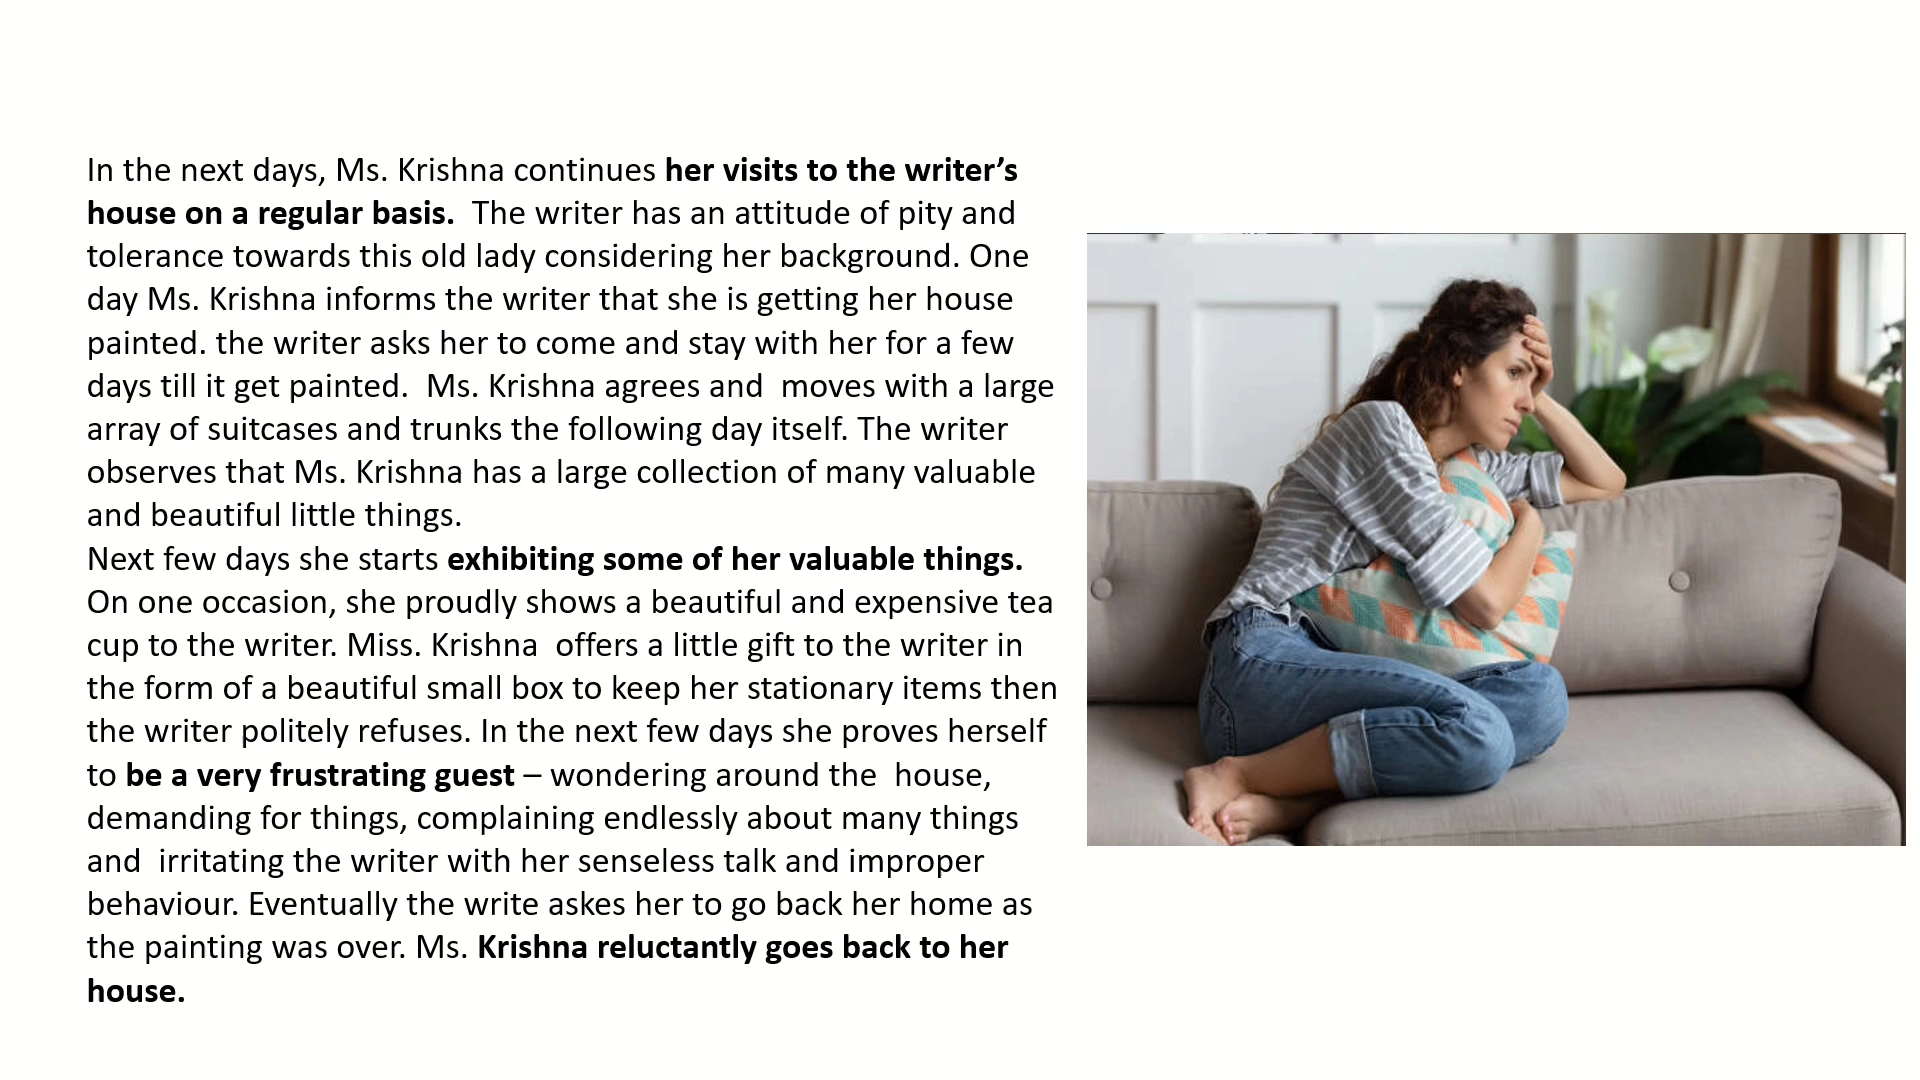 In the next days, Ms. Krishna continues her visits to the writer’s
house on a regular basis.  The writer has an attitude of pity and
tolerance towards this old lady considering her background. One
day Ms. Krishna informs the writer that she is getting her house
painted. the writer asks her to come and stay with her for a few
days till it get painted.  Ms. Krishna agrees and  moves with a large
array of suitcases and trunks the following day itself. The writer
observes that Ms. Krishna has a large collection of many valuable
and beautiful little things.
Next few days she starts exhibiting some of her valuable things.
On one occasion, she proudly shows a beautiful and expensive tea
cup to the writer. Miss. Krishna  offers a little gift to the writer in
the form of a beautiful small box to keep her stationary items then
the writer politely refuses. In the next few days she proves herself
to be a very frustrating guest – wondering around the  house,
demanding for things, complaining endlessly about many things
and  irritating the writer with her senseless talk and improper
behaviour. Eventually the write askes her to go back her home as
the painting was over. Ms. Krishna reluctantly goes back to her
house.